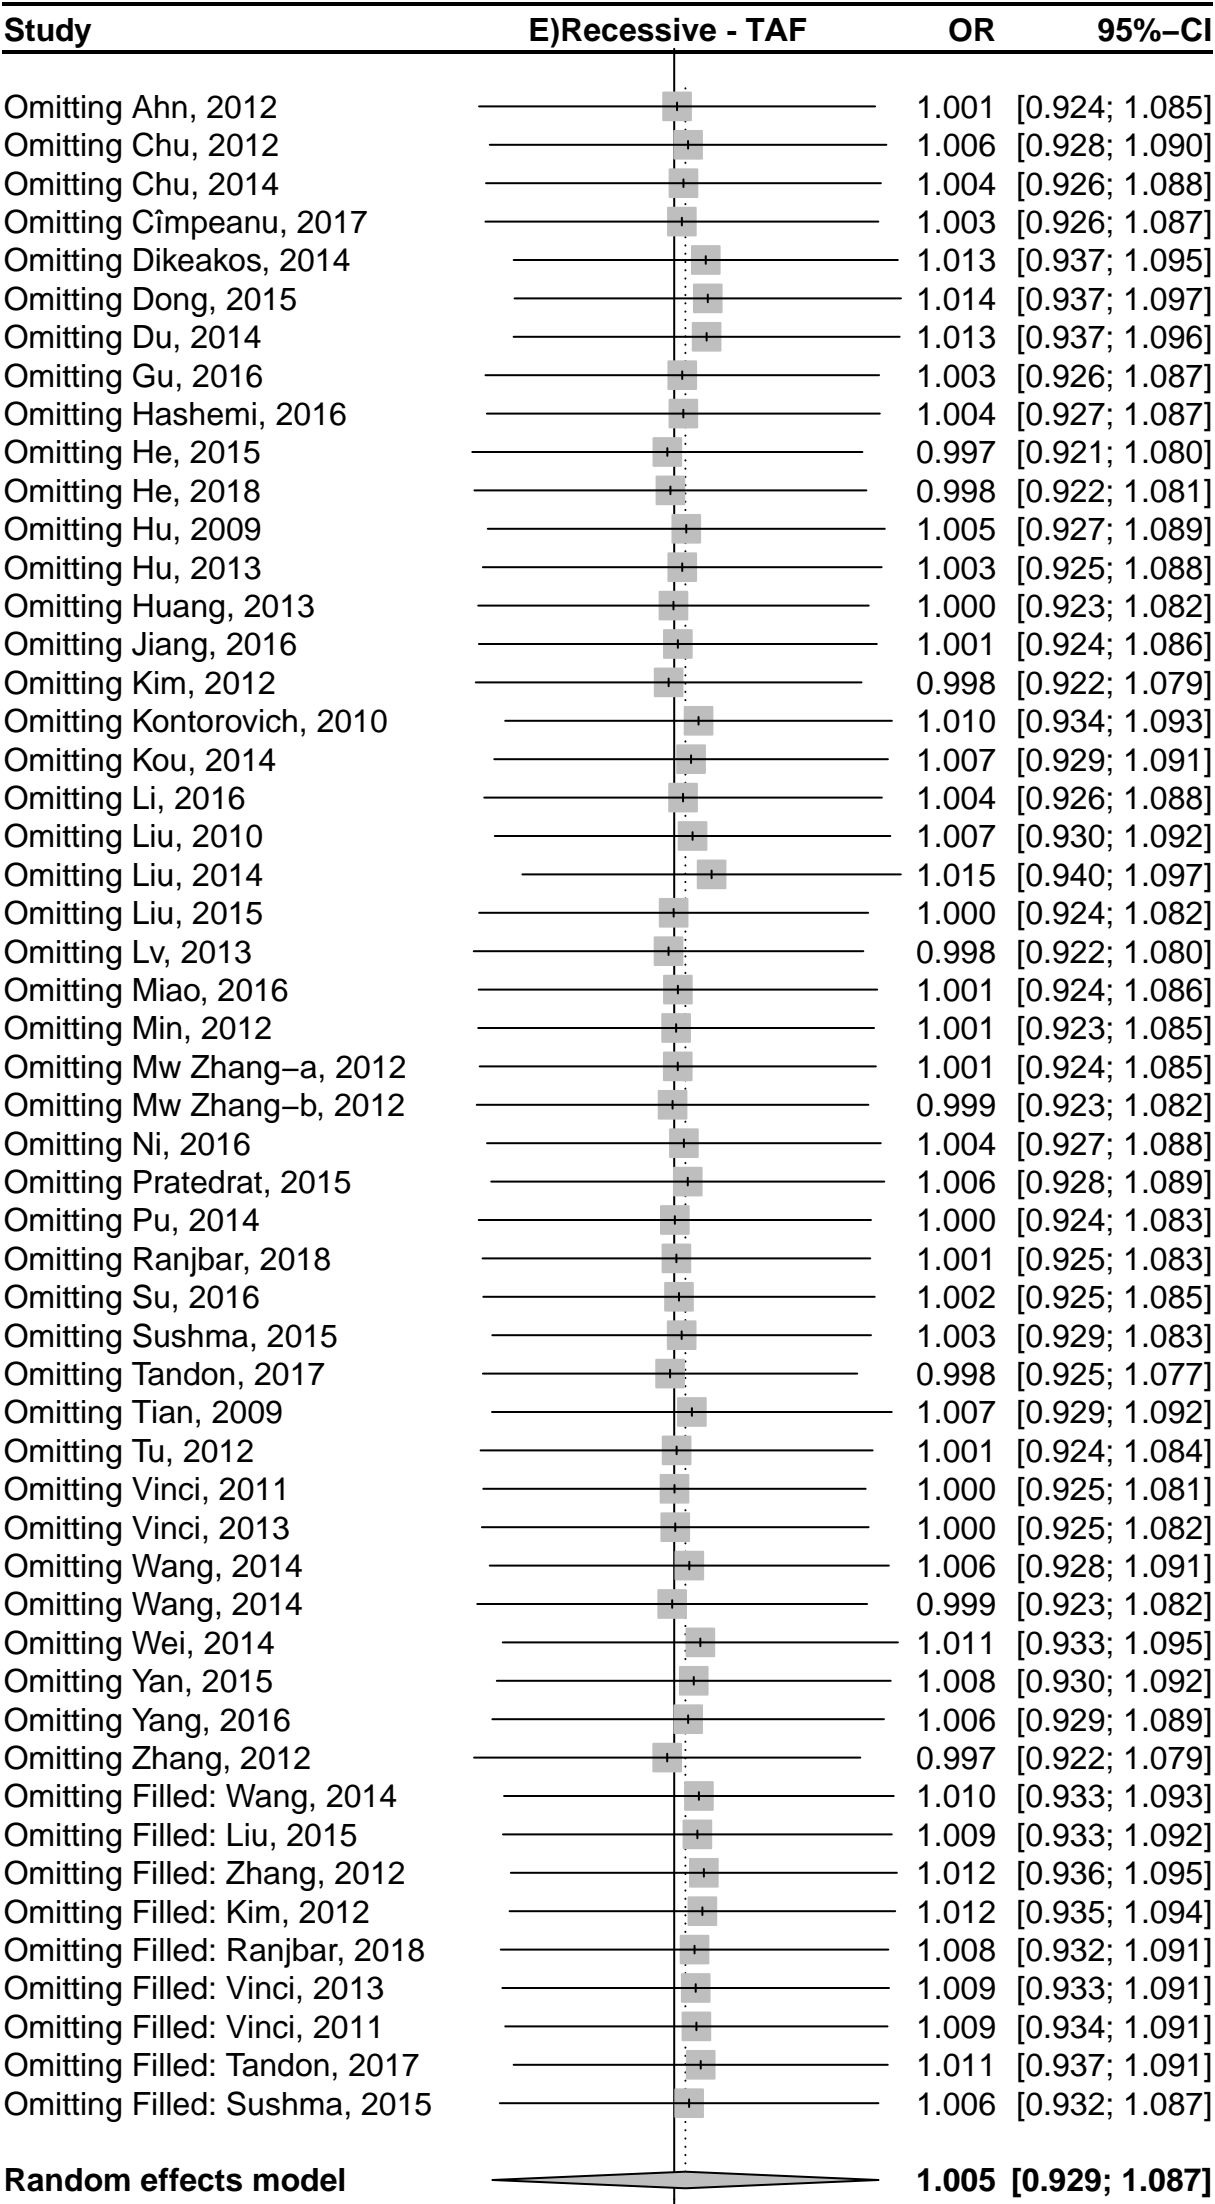 Study E)Recessive - TAF OR 95%−CI
Omitting Ahn, 2012 1.001 [0.924; 1.085]
Omitting Chu, 2012 1.006 [0.928; 1.090]
Omitting Chu, 2014 1.004 [0.926; 1.088]
Omitting Cîmpeanu, 2017 1.003 [0.926; 1.087]
Omitting Dikeakos, 2014 1.013 [0.937; 1.095]
Omitting Dong, 2015 1.014 [0.937; 1.097]
Omitting Du, 2014 1.013 [0.937; 1.096]
Omitting Gu, 2016 1.003 [0.926; 1.087]
Omitting Hashemi, 2016 1.004 [0.927; 1.087]
Omitting He, 2015 0.997 [0.921; 1.080]
Omitting He, 2018 0.998 [0.922; 1.081]
Omitting Hu, 2009 1.005 [0.927; 1.089]
Omitting Hu, 2013 1.003 [0.925; 1.088]
Omitting Huang, 2013 1.000 [0.923; 1.082]
Omitting Jiang, 2016 1.001 [0.924; 1.086]
Omitting Kim, 2012 0.998 [0.922; 1.079]
Omitting Kontorovich, 2010 1.010 [0.934; 1.093]
Omitting Kou, 2014 1.007 [0.929; 1.091]
Omitting Li, 2016 1.004 [0.926; 1.088]
Omitting Liu, 2010 1.007 [0.930; 1.092]
Omitting Liu, 2014 1.015 [0.940; 1.097]
Omitting Liu, 2015 1.000 [0.924; 1.082]
Omitting Lv, 2013 0.998 [0.922; 1.080]
Omitting Miao, 2016 1.001 [0.924; 1.086]
Omitting Min, 2012 1.001 [0.923; 1.085]
Omitting Mw Zhang−a, 2012 1.001 [0.924; 1.085]
Omitting Mw Zhang−b, 2012 0.999 [0.923; 1.082]
Omitting Ni, 2016 1.004 [0.927; 1.088]
Omitting Pratedrat, 2015 1.006 [0.928; 1.089]
Omitting Pu, 2014 1.000 [0.924; 1.083]
Omitting Ranjbar, 2018 1.001 [0.925; 1.083]
Omitting Su, 2016 1.002 [0.925; 1.085]
Omitting Sushma, 2015 1.003 [0.929; 1.083]
Omitting Tandon, 2017 0.998 [0.925; 1.077]
Omitting Tian, 2009 1.007 [0.929; 1.092]
Omitting Tu, 2012 1.001 [0.924; 1.084]
Omitting Vinci, 2011 1.000 [0.925; 1.081]
Omitting Vinci, 2013 1.000 [0.925; 1.082]
Omitting Wang, 2014 1.006 [0.928; 1.091]
Omitting Wang, 2014 0.999 [0.923; 1.082]
Omitting Wei, 2014 1.011 [0.933; 1.095]
Omitting Yan, 2015 1.008 [0.930; 1.092]
Omitting Yang, 2016 1.006 [0.929; 1.089]
Omitting Zhang, 2012 0.997 [0.922; 1.079]
Omitting Filled: Wang, 2014 1.010 [0.933; 1.093]
Omitting Filled: Liu, 2015 1.009 [0.933; 1.092]
Omitting Filled: Zhang, 2012 1.012 [0.936; 1.095]
Omitting Filled: Kim, 2012 1.012 [0.935; 1.094]
Omitting Filled: Ranjbar, 2018 1.008 [0.932; 1.091]
Omitting Filled: Vinci, 2013 1.009 [0.933; 1.091]
Omitting Filled: Vinci, 2011 1.009 [0.934; 1.091]
Omitting Filled: Tandon, 2017 1.011 [0.937; 1.091]
Omitting Filled: Sushma, 2015 1.006 [0.932; 1.087]
Random effects model 1.005 [0.929; 1.087]